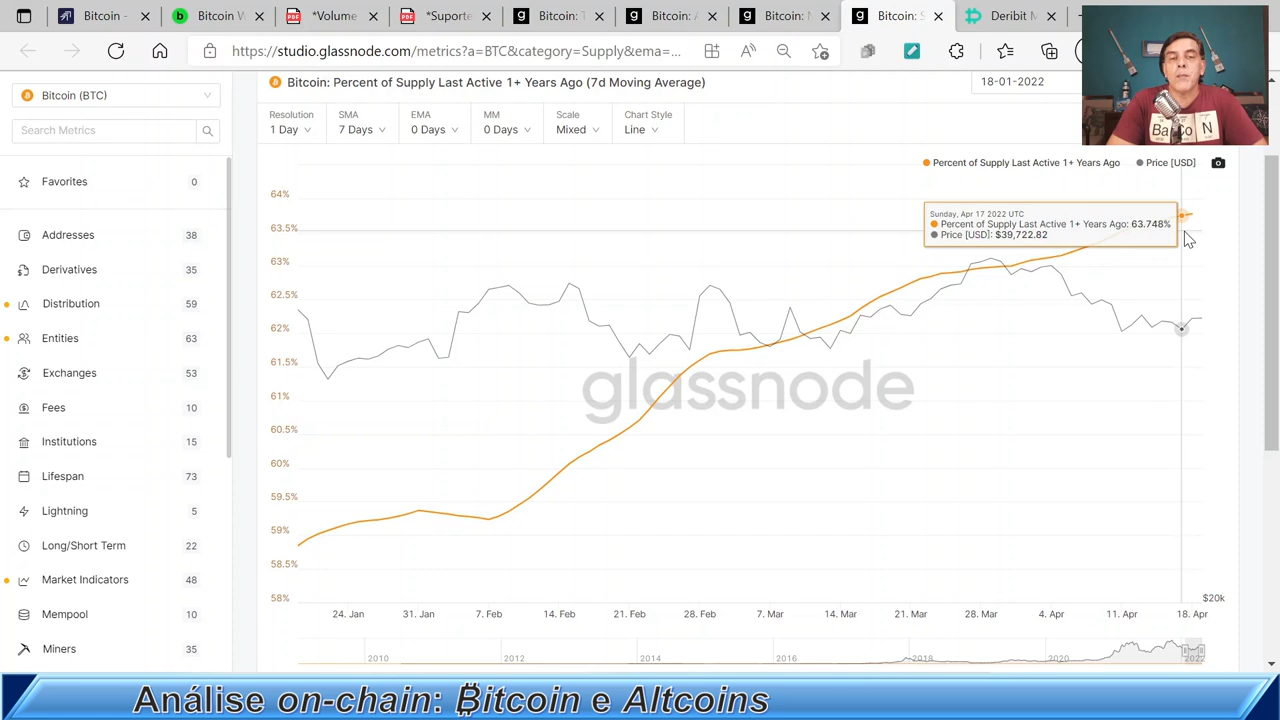 Bitcoin
Bitcoin W
*Volume
*Suporte
Bitcoin: T
Bitcoin: 
Bitcoin: 
Bitcoin: S
Deribit M
https://studio.glassnode.com/metrics?a=BTC&category=Supply&ema=...
Bitcoin (BTC)
Bitcoin: Percent of Supply Last Active 1+ Years Ago (7d Moving Average)
18-01-2022
Search Metrics
Resolution SMA EMA MM Scale Chart Style
1 Day 7 Days 0 Days 0 Days Mixed Line
Ba Co N
Percent of Supply Last Active 1+ Years Ago Price [USD]
Favorites 0
Addresses 38
Derivatives 35
Distribution 59
Entities 63
Exchanges 53
Fees 10
Institutions 15
Lifespan 73
Lightning 5
Long/Short Term 22
Market Indicators 48
Mempool 10
Miners 35
64%
63.5%
63%
62.5%
62%
61.5%
61%
60.5%
60%
59.5%
59%
58.5%
58%
Sunday, Apr 17 2022 UTC
Percent of Supply Last Active 1+ Years Ago: 63.748%
Price [USD]: $39,722.82
glassnode
$20k
24. Jan 31. Jan 7. Feb 14. Feb 21. Feb 28. Feb 7. Mar 14. Mar 21. Mar 28. Mar 4. Apr 11. Apr 18. Apr
2010 2012 2014 2016 2018 2020
Análise on-chain: ₿itcoin e Altcoins